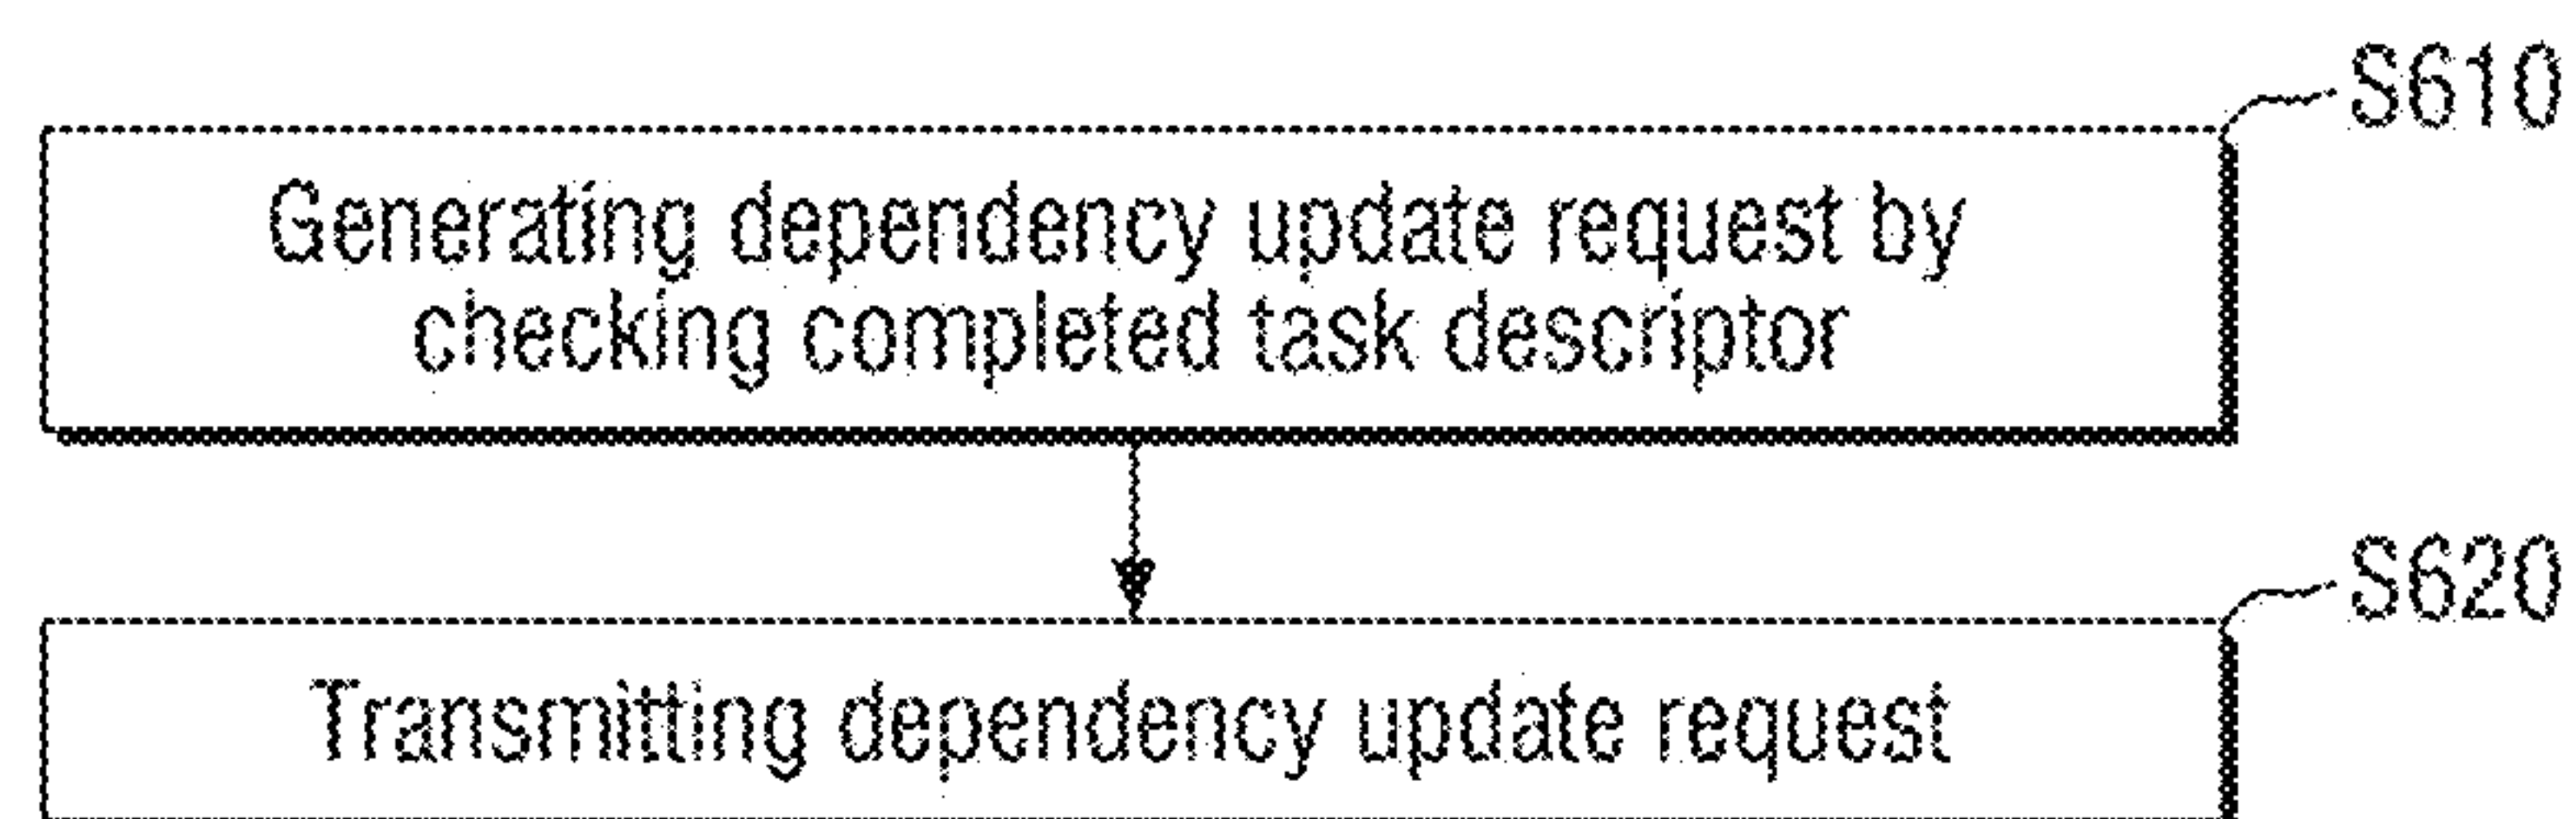 S610
Generating dependency update request by
checking completed task descriptor
S620
Transmitting dependency update request